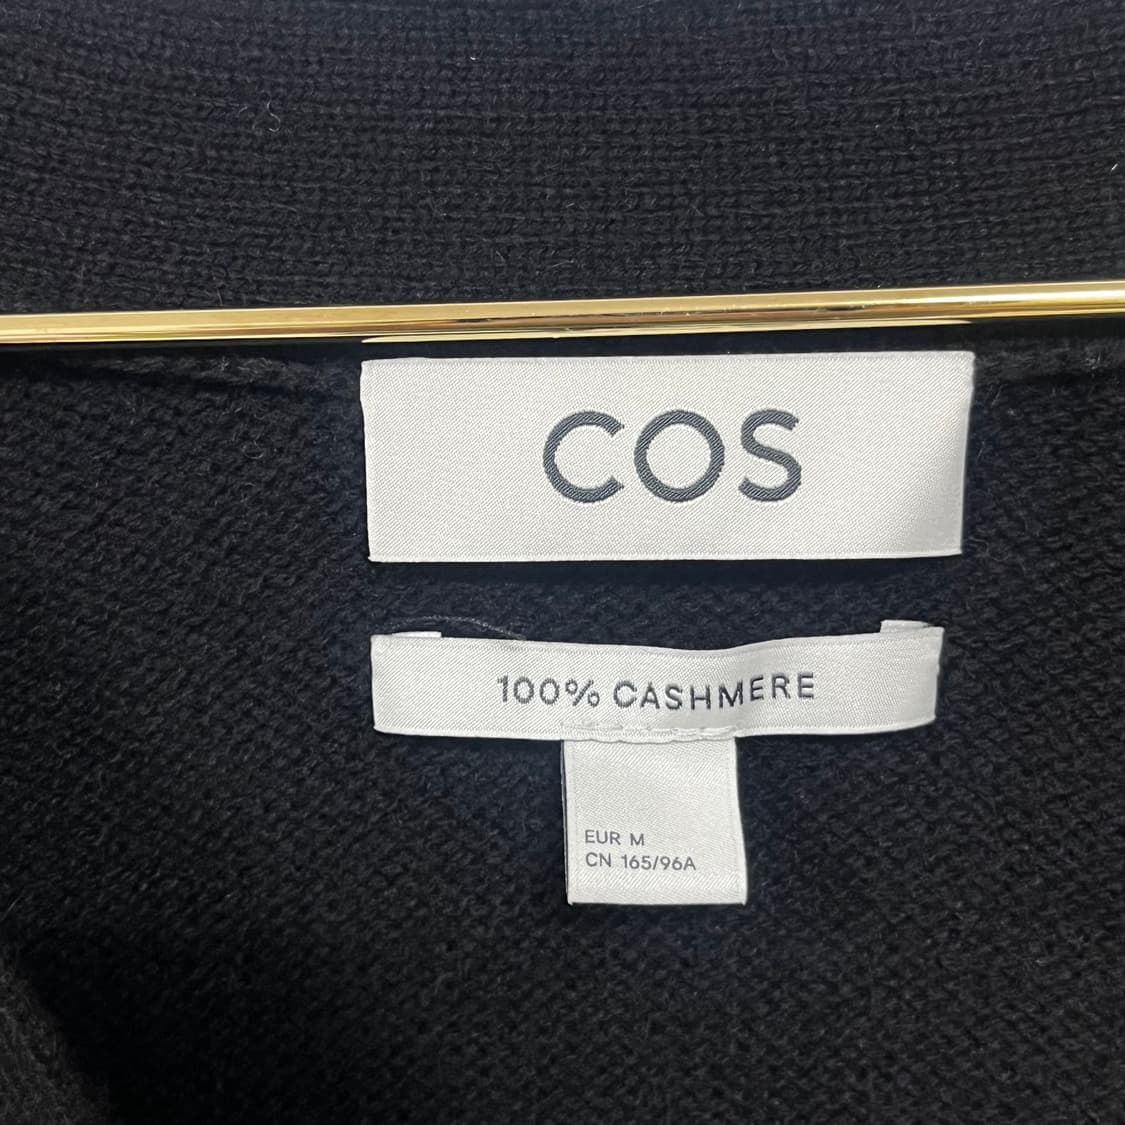 COS
100% CASHMERE
EUR M
CN 165/96A